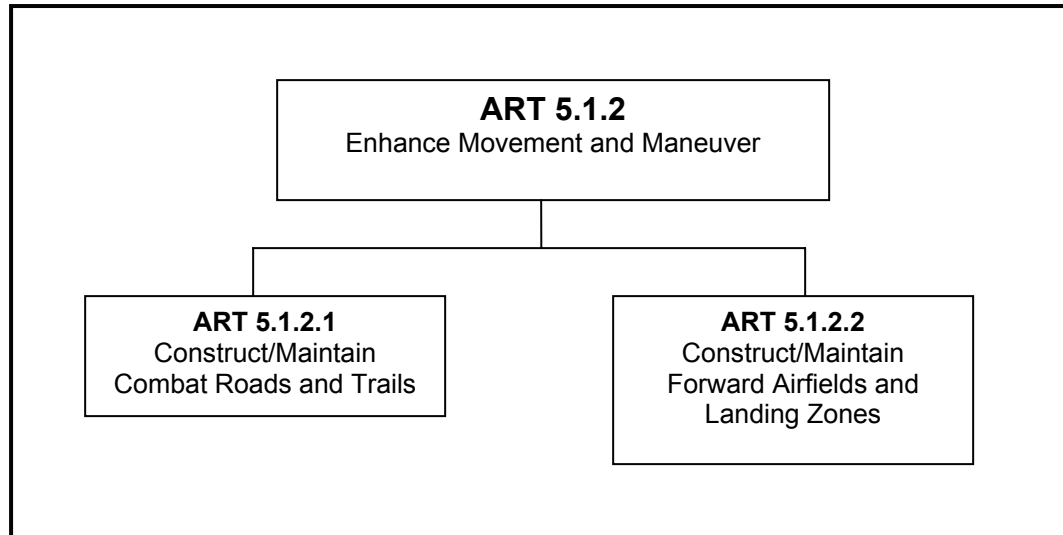 ART 5.1.2
Enhance Movement and Maneuver
ART 5.1.2.1
Construct/Maintain
Combat Roads and Trails
ART 5.1.2.2
Construct/Maintain
Forward Airfields and
Landing Zones